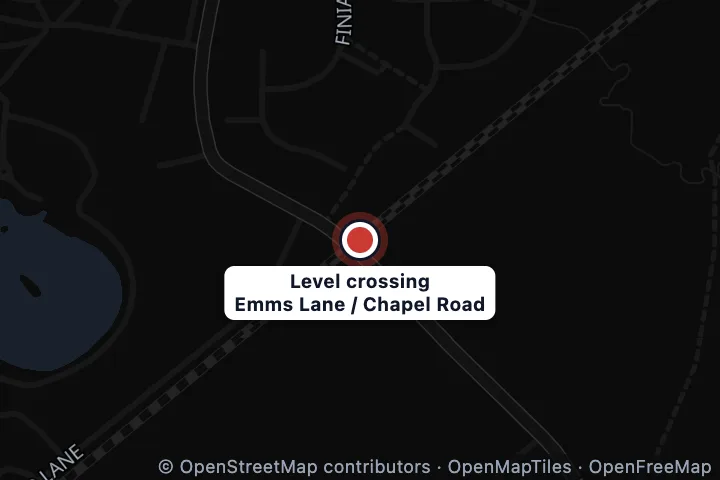 FINIA
Level crossing
Emms Lane / Chapel Road
LANE
© OpenStreetMap contributors · OpenMapTiles · OpenFreeMap